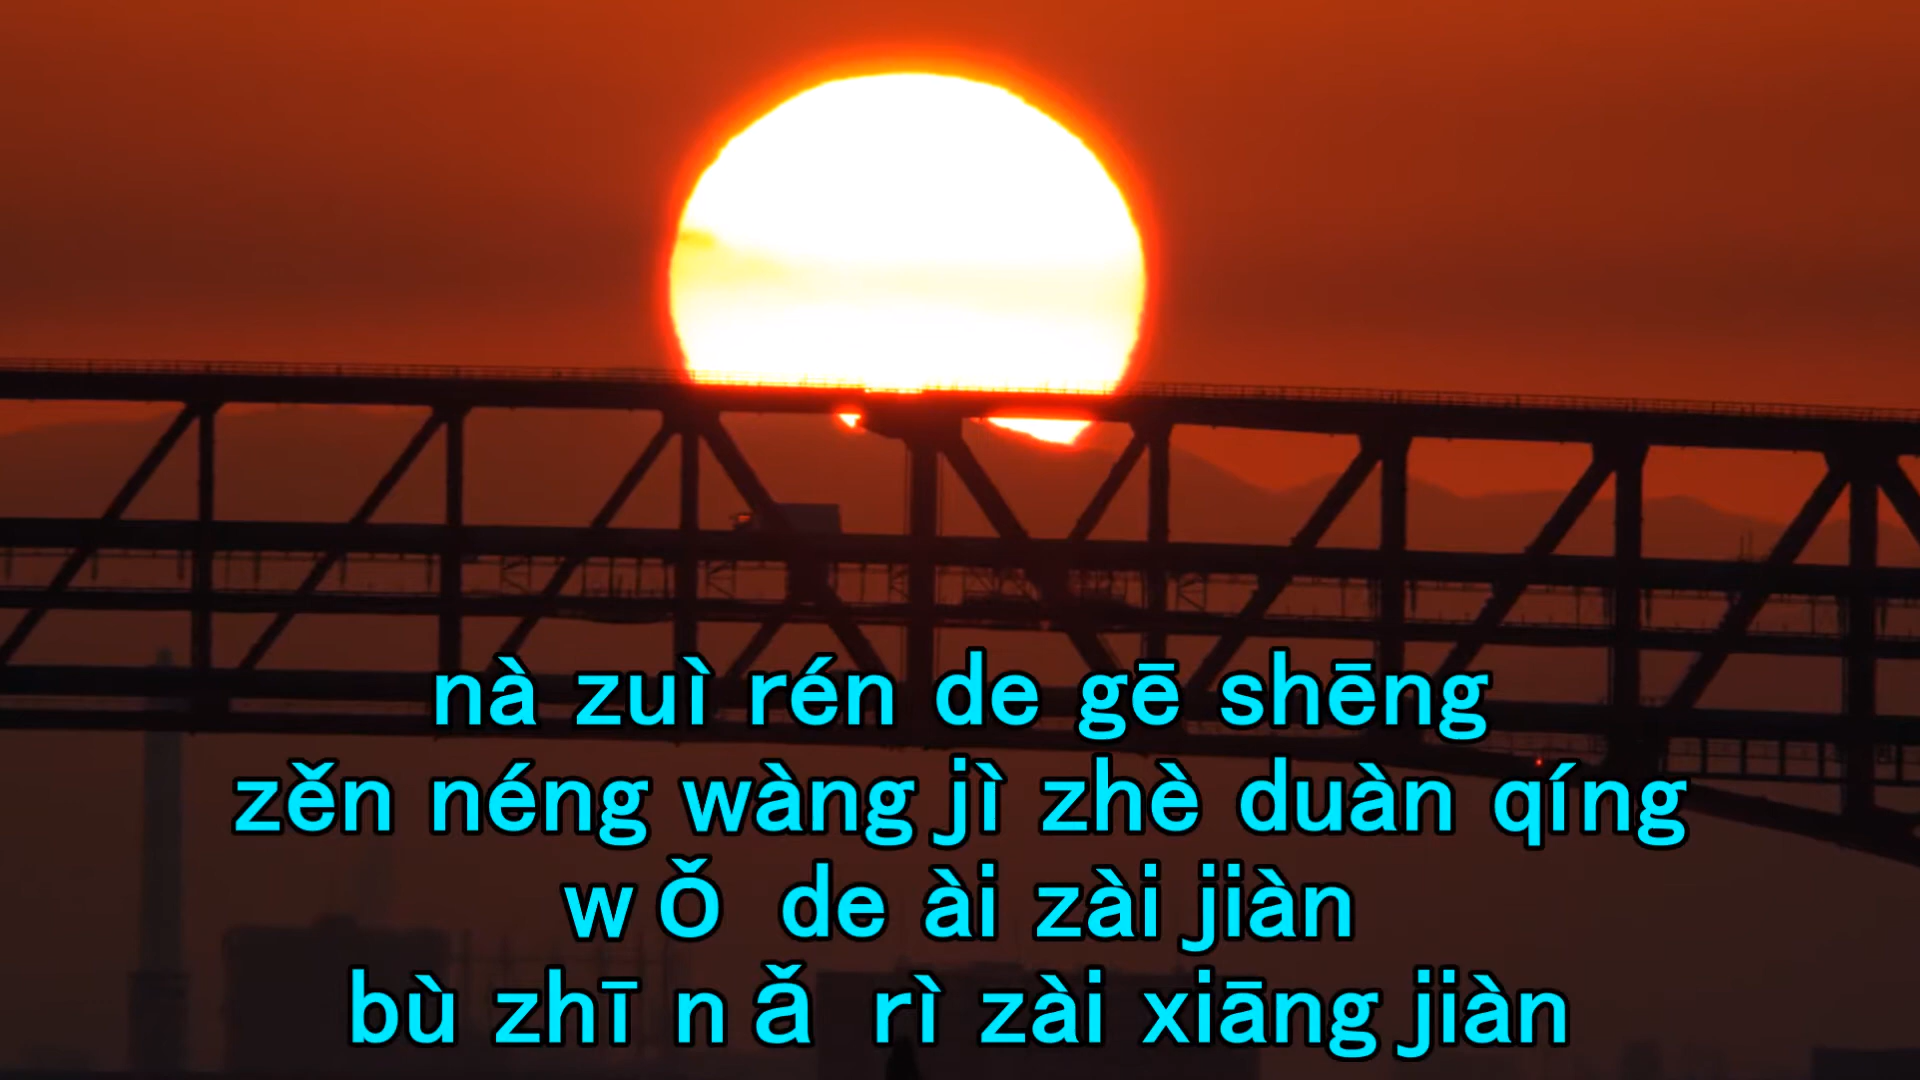 nà zuì rén de gē shēng
zěn néng wàng jì zhè duàn qíng
wǒ de ài zài jiàn
bù zhī nǎ rì zài xiāng jiàn